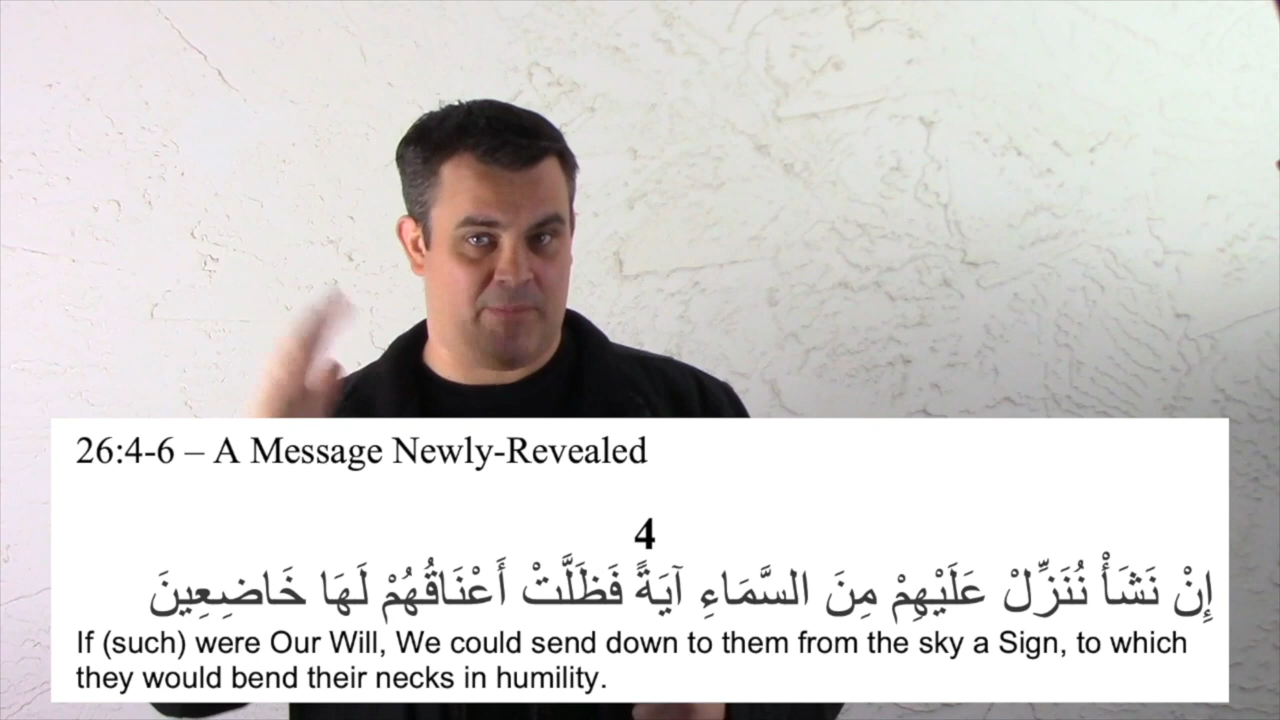 26:4-6 – A Message Newly-Revealed
4
إِنْ نَشَأْ نُنَزِّلْ عَلَيْهِمْ مِنَ السَّمَاءِ آيَةً فَظَلَّتْ أَعْنَاقُهُمْ لَهَا خَاضِعِينَ
If (such) were Our Will, We could send down to them from the sky a Sign, to which
they would bend their necks in humility.